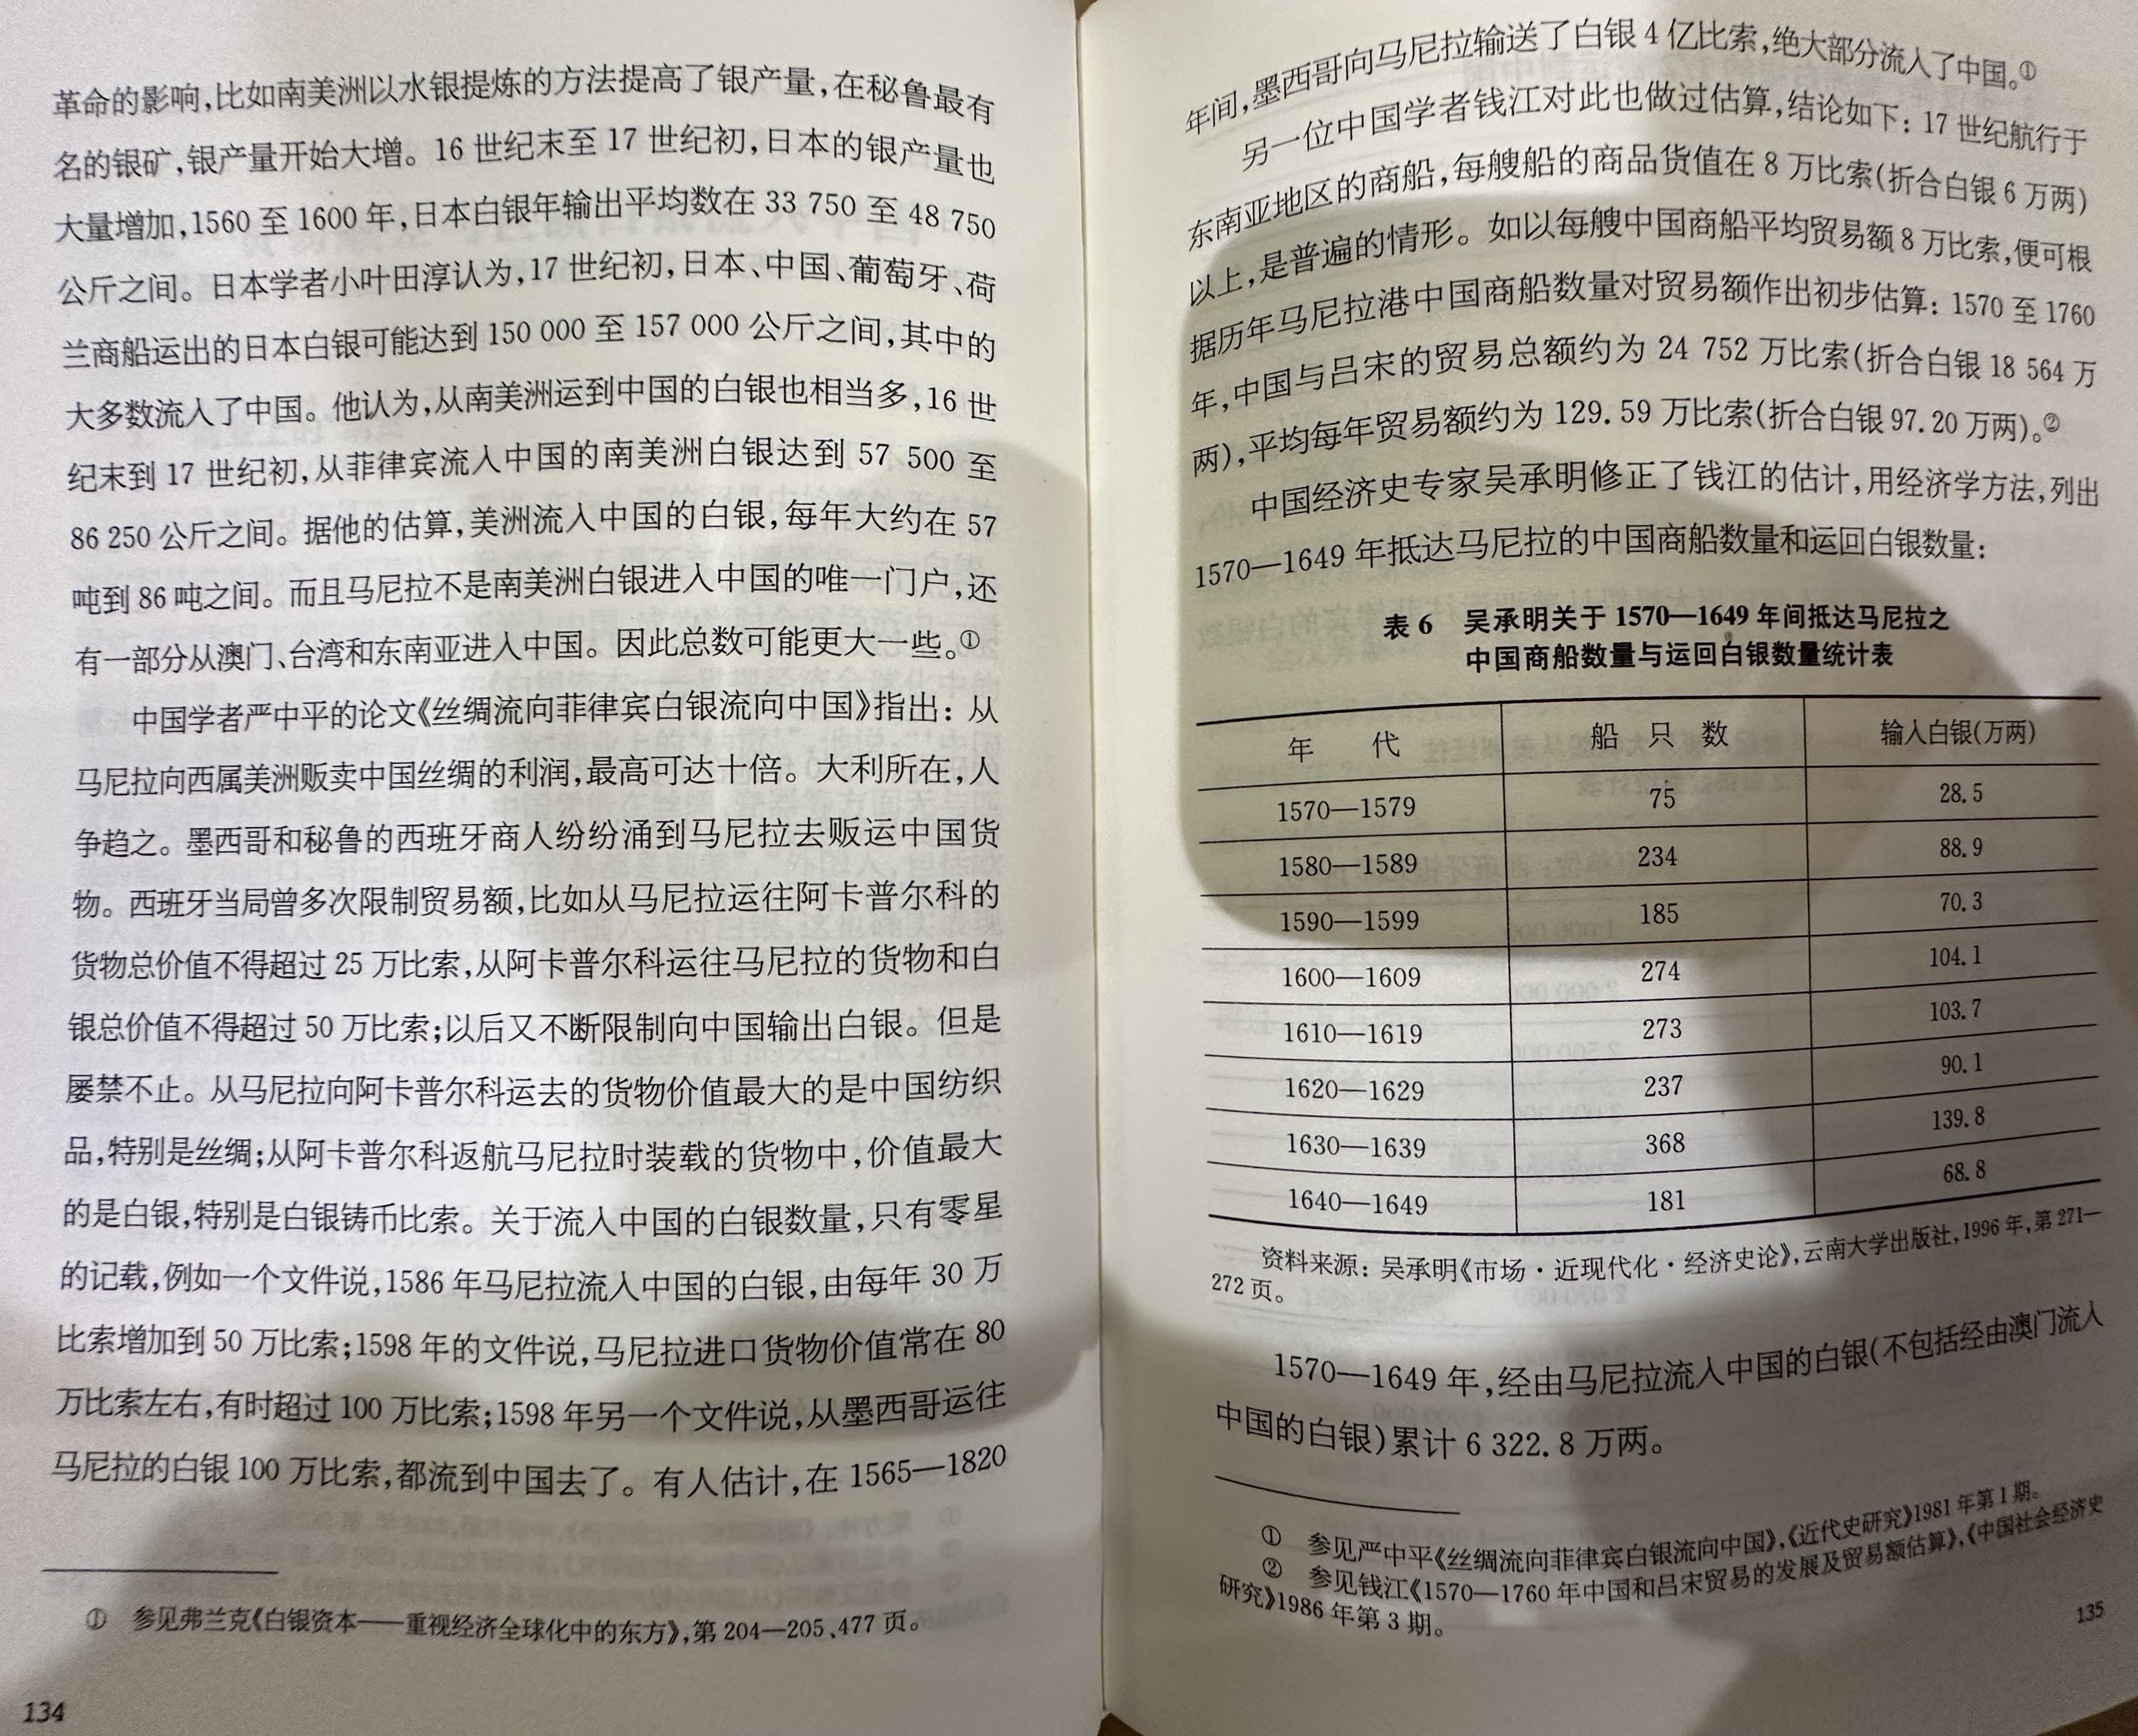 革命的影响,比如南美洲以水银提炼的方法提高了银产量,在秘鲁最有
名的银矿,银产量开始大增。16 世纪末至 17 世纪初,日本的银产量也
大量增加,1560 至 1600 年,日本白银年输出平均数在 33 750 至 48 750
公斤之间。日本学者小叶田淳认为,17 世纪初,日本、中国、葡萄牙、荷
兰商船运出的日本白银可能达到 150 000 至 157 000 公斤之间,其中的
大多数流入了中国。他认为,从南美洲运到中国的白银也相当多,16 世
纪末到 17 世纪初,从菲律宾流入中国的南美洲白银达到 57 500 至
86 250 公斤之间。据他的估算,美洲流入中国的白银,每年大约在 57
吨到 86 吨之间。而且马尼拉不是南美洲白银进入中国的唯一门户,还
有一部分从澳门、台湾和东南亚进入中国。因此总数可能更大一些。①
中国学者严中平的论文《丝绸流向菲律宾白银流向中国》指出：从
马尼拉向西属美洲贩卖中国丝绸的利润,最高可达十倍。大利所在,人
争趋之。墨西哥和秘鲁的西班牙商人纷纷涌到马尼拉去贩运中国货
物。西班牙当局曾多次限制贸易额,比如从马尼拉运往阿卡普尔科的
货物总价值不得超过 25 万比索,从阿卡普尔科运往马尼拉的货物和白
银总价值不得超过 50 万比索;以后又不断限制向中国输出白银。但是
屡禁不止。从马尼拉向阿卡普尔科运去的货物价值最大的是中国纺织
品,特别是丝绸;从阿卡普尔科返航马尼拉时装载的货物中,价值最大
的是白银,特别是白银铸币比索。关于流入中国的白银数量,只有零星
的记载,例如一个文件说,1586 年马尼拉流入中国的白银,由每年 30 万
比索增加到 50 万比索;1598 年的文件说,马尼拉进口货物价值常在 80
万比索左右,有时超过 100 万比索;1598 年另一个文件说,从墨西哥运往
马尼拉的白银 100 万比索,都流到中国去了。有人估计,在 1565—1820
① 参见弗兰克《白银资本——重视经济全球化中的东方》,第 204—205、477 页。
134
年间,墨西哥向马尼拉输送了白银 4 亿比索,绝大部分流入了中国。①
另一位中国学者钱江对此也做过估算,结论如下：17 世纪航行于
东南亚地区的商船,每艘船的商品货值在 8 万比索(折合白银 6 万两)
以上,是普遍的情形。如以每艘中国商船平均贸易额 8 万比索,便可根
据历年马尼拉港中国商船数量对贸易额作出初步估算：1570 至 1760
年,中国与吕宋的贸易总额约为 24 752 万比索(折合白银 18 564 万
两),平均每年贸易额约为 129.59 万比索(折合白银 97.20 万两)。②
中国经济史专家吴承明修正了钱江的估计,用经济学方法,列出
1570—1649 年抵达马尼拉的中国商船数量和运回白银数量：
表 6 吴承明关于 1570—1649 年间抵达马尼拉之
中国商船数量与运回白银数量统计表
年 代 船 只 数 输入白银(万两)
1570—1579 75 28.5
1580—1589 234 88.9
1590—1599 185 70.3
1600—1609 274 104.1
1610—1619 273 103.7
1620—1629 237 90.1
1630—1639 368 139.8
1640—1649 181 68.8
资料来源：吴承明《市场·近现代化·经济史论》,云南大学出版社,1996 年,第 271—
272 页。
1570—1649 年,经由马尼拉流入中国的白银(不包括经由澳门流入
中国的白银)累计 6 322.8 万两。
① 参见严中平《丝绸流向菲律宾白银流向中国》,《近代史研究》1981 年第 1 期。
② 参见钱江《1570—1760 年中国和吕宋贸易的发展及贸易额估算》,《中国社会经济史
研究》1986 年第 3 期。
135